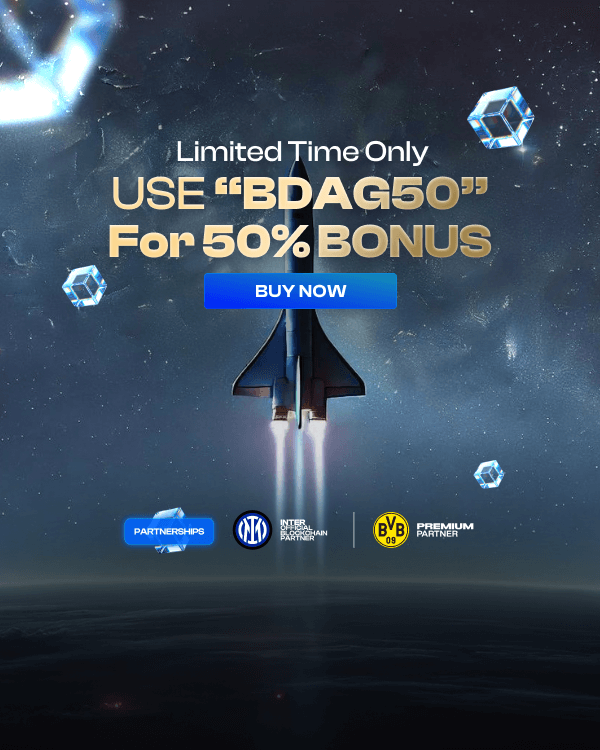 Limited Time Only
USE “BDAG50”
For 50% BONUS
BUY NOW
PARTNERSHIPS
INTER
OFFICIAL
BLOCKCHAIN
PARTNER
BVB
09
PREMIUM
PARTNER